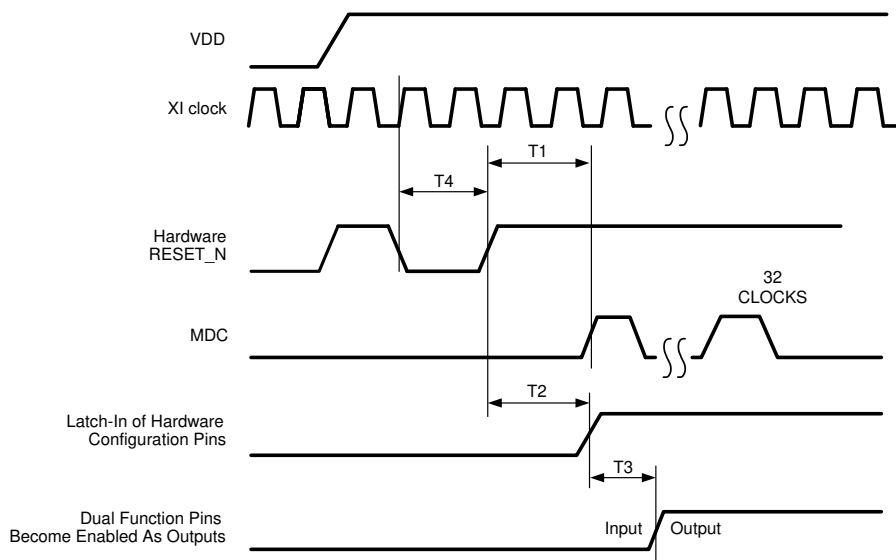 VDD
XI clock
T1
T4
Hardware
RESET_N
32
CLOCKS
MDC
T2
Latch-In of Hardware
Configuration Pins
T3
Dual Function Pins
Become Enabled As Outputs
Input
Output